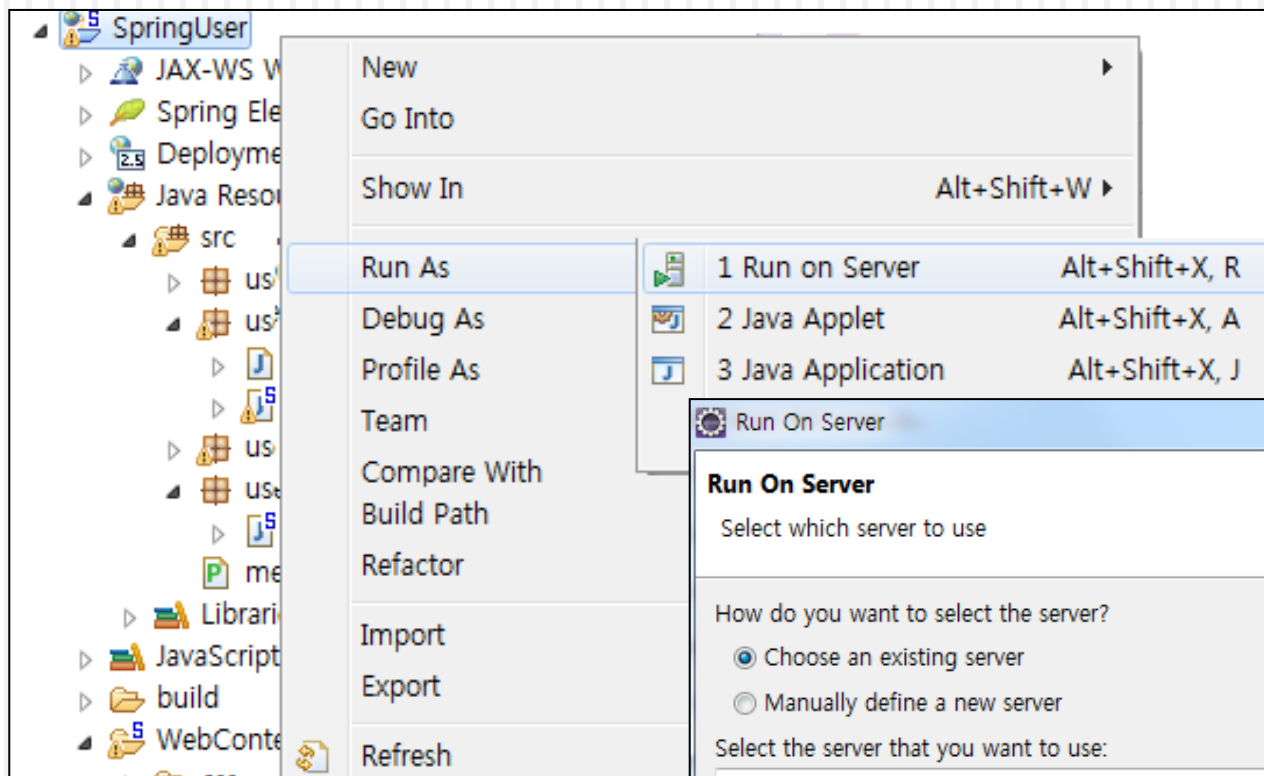 SpringUser
JAX-WS W
Spring Ele
Deployme
2.5
Java Resou
src
us
us
us
use
me
Librari
JavaScript
build
WebConte
New
Go Into
Show In Alt+Shift+W
Run As
Debug As
Profile As
Team
Compare With
Build Path
Refactor
Import
Export
Refresh
1 Run on Server Alt+Shift+X, R
2 Java Applet Alt+Shift+X, A
3 Java Application Alt+Shift+X, J
Run On Server
Run On Server
Select which server to use
How do you want to select the server?
Choose an existing server
Manually define a new server
Select the server that you want to use: